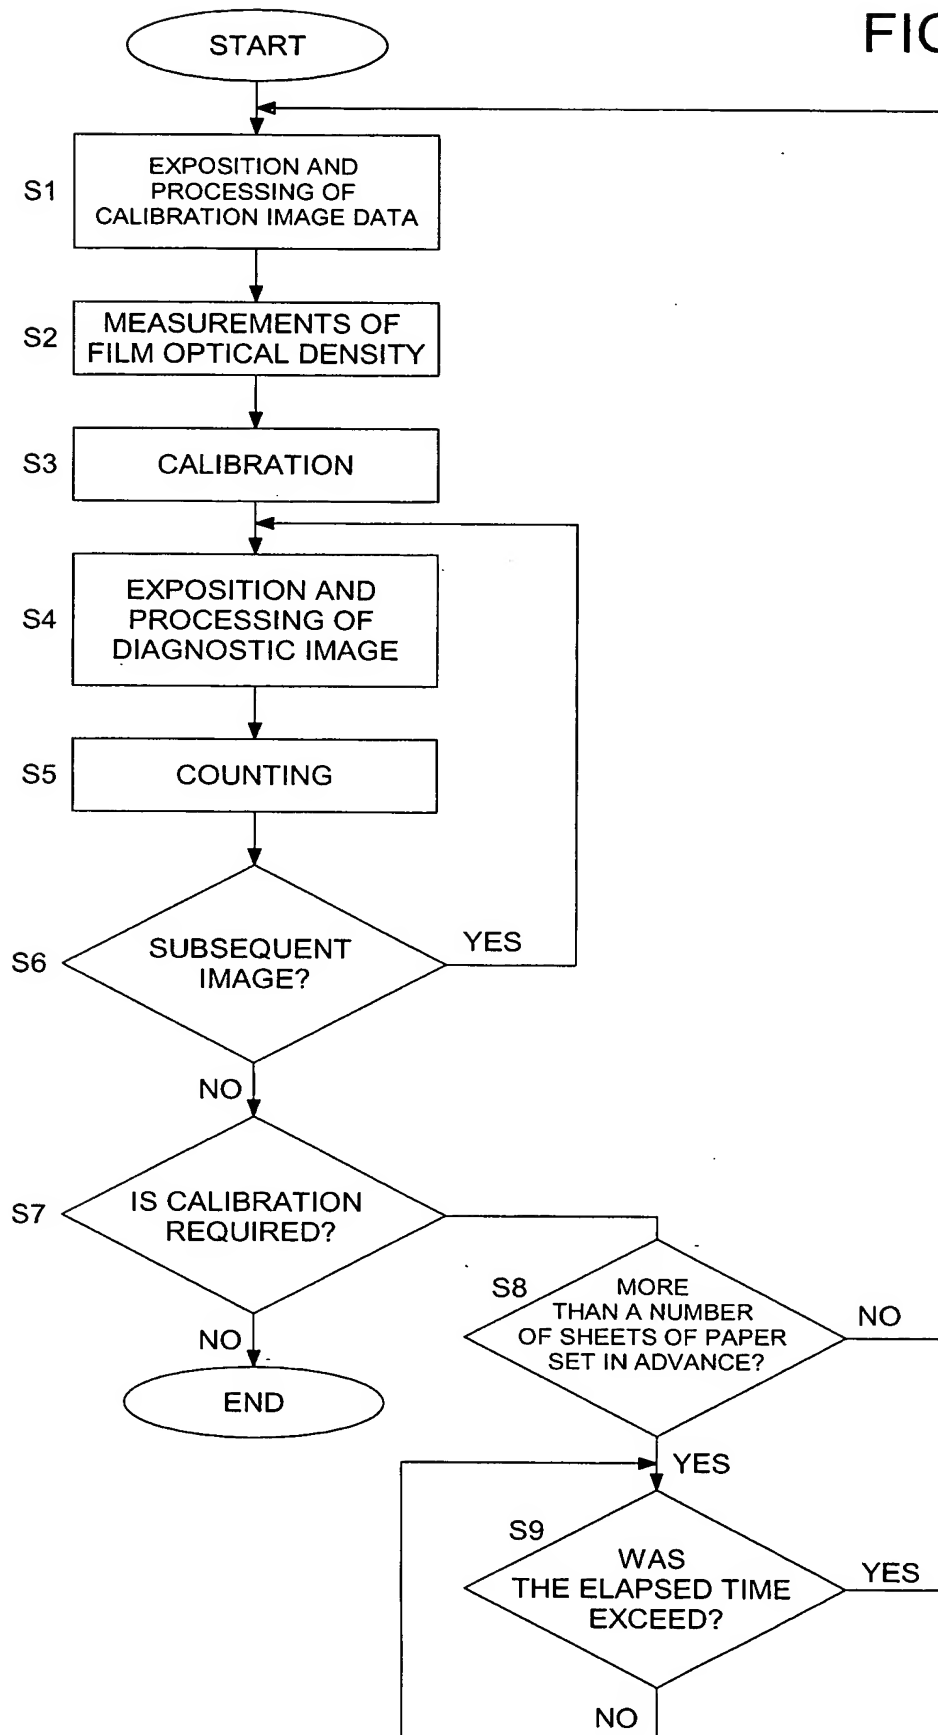 FIG
START
S1
EXPOSITION AND
PROCESSING OF
CALIBRATION IMAGE DATA
S2
MEASUREMENTS OF
FILM OPTICAL DENSITY
S3
CALIBRATION
S4
EXPOSITION AND
PROCESSING OF
DIAGNOSTIC IMAGE
S5
COUNTING
S6
SUBSEQUENT
IMAGE?
YES
NO
S7
IS CALIBRATION
REQUIRED?
NO
END
S8
MORE
THAN A NUMBER
OF SHEETS OF PAPER
SET IN ADVANCE?
NO
YES
S9
WAS
THE ELAPSED TIME
EXCEED?
YES
NO